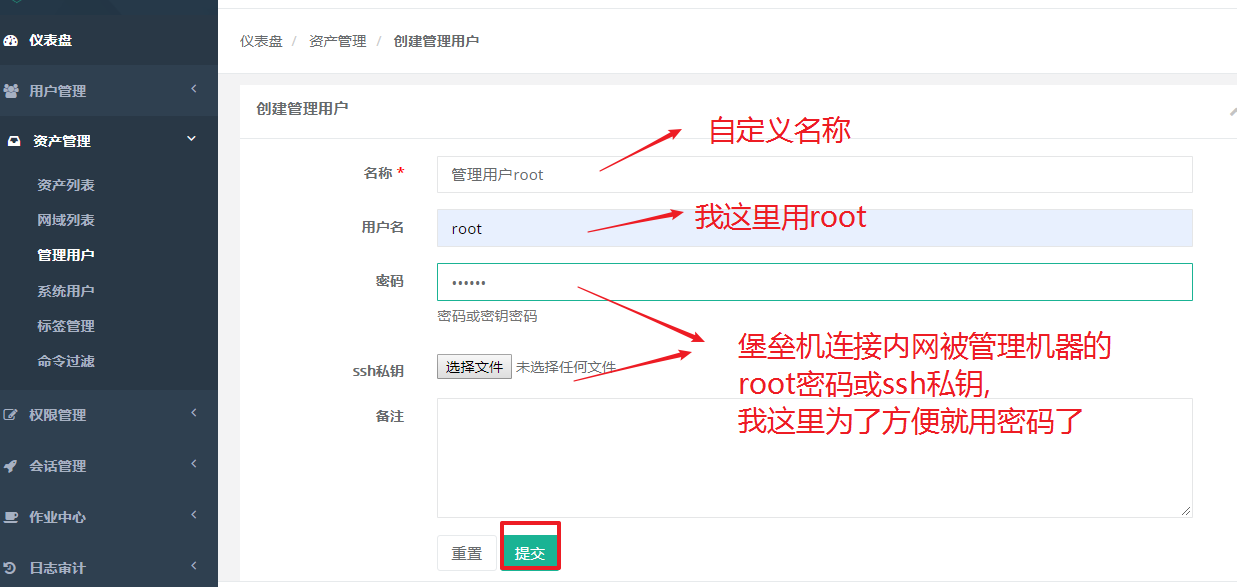 仪表盘
用户管理
资产管理
资产列表
网域列表
管理用户
系统用户
标签管理
命令过滤
权限管理
会话管理
作业中心
日志审计
仪表盘 / 资产管理 / 创建管理用户
创建管理用户
自定义名称
名称 * 管理用户root
我这里用root
用户名 root
密码 ••••••
密码或密钥密码
ssh私钥 选择文件 未选择任何文件
堡垒机连接内网被管理机器的
root密码或ssh私钥,
我这里为了方便就用密码了
备注
重置 提交